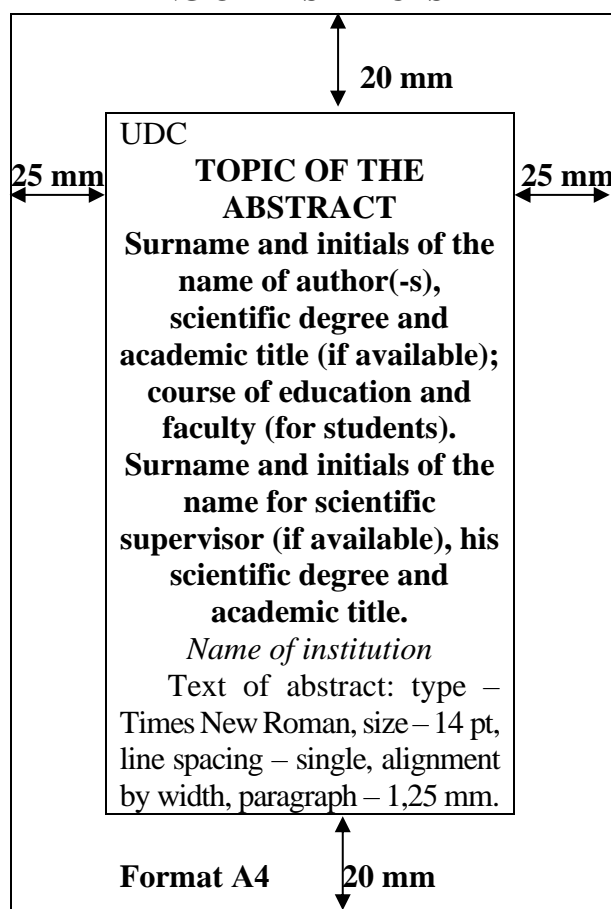 20 mm
UDC
25 mm
TOPIC OF THE
25 mm
ABSTRACT
Surname and initials of the
name of author(-s),
scientific degree and
academic title (if available);
course of education and
faculty (for students).
Surname and initials of the
name for scientific
supervisor (if available), his
scientific degree and
academic title.
Name of institution
Text of abstract: type –
Times New Roman, size – 14 pt,
line spacing – single, alignment
by width, paragraph – 1,25 mm.
Format A4
20 mm